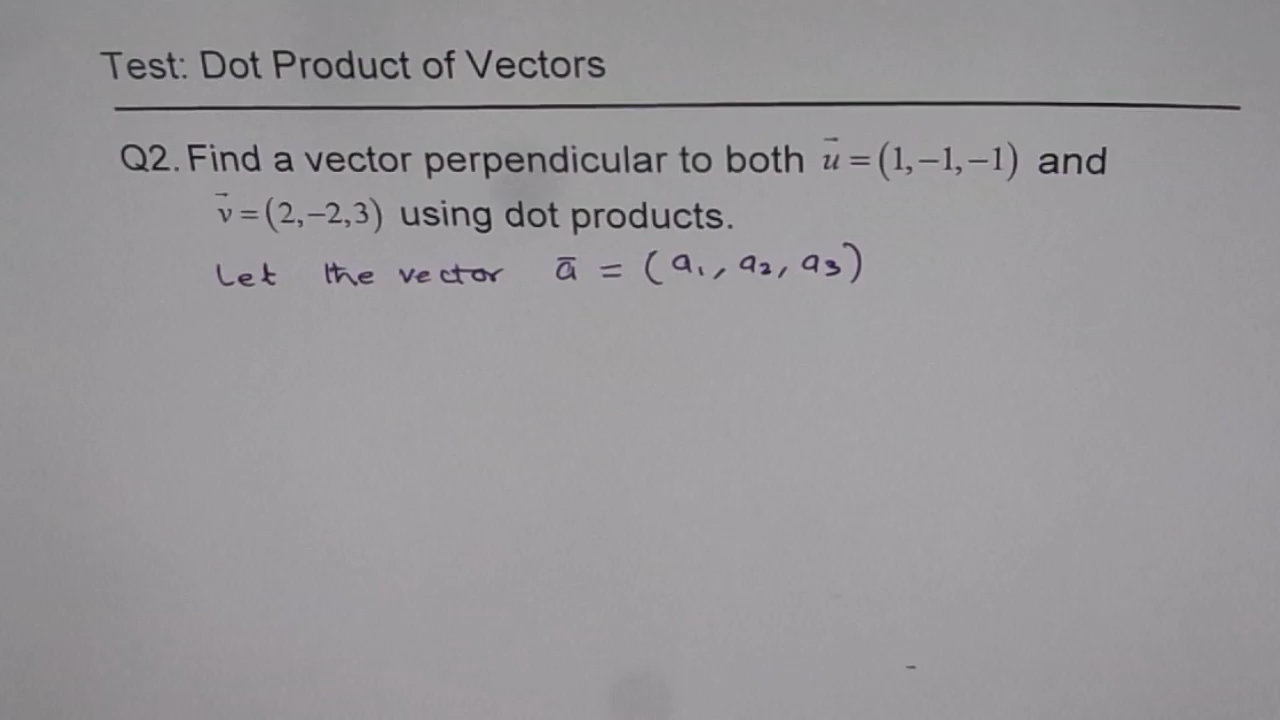 Test: Dot Product of Vectors
Q2. Find a vector perpendicular to both u⃗ = (1,−1,−1) and
v⃗ = (2,−2,3) using dot products.
Let the vector ā = (a₁, a₂, a₃)